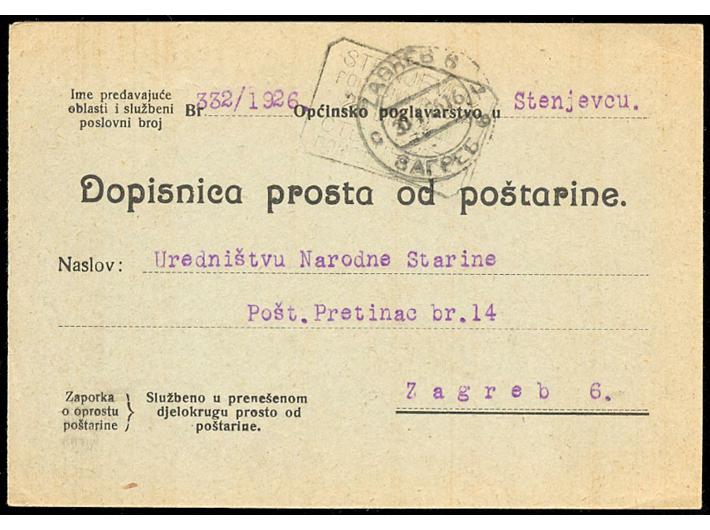 Ime predavajuće
oblasti i službeni
poslovni broj
Br 332/1926 Općinsko poglavarstvo u Stenjevcu.
ZAGREB 6
ЗАГРЕБ
Dopisnica prosta od poštarine.
Naslov: Uredništvu Narodne Starine
Pošt.Pretinac br.14
Zagreb 6.
Zaporka
o oprostu
poštarine
Službeno u prenešenom
djelokrugu prosto od
poštarine.